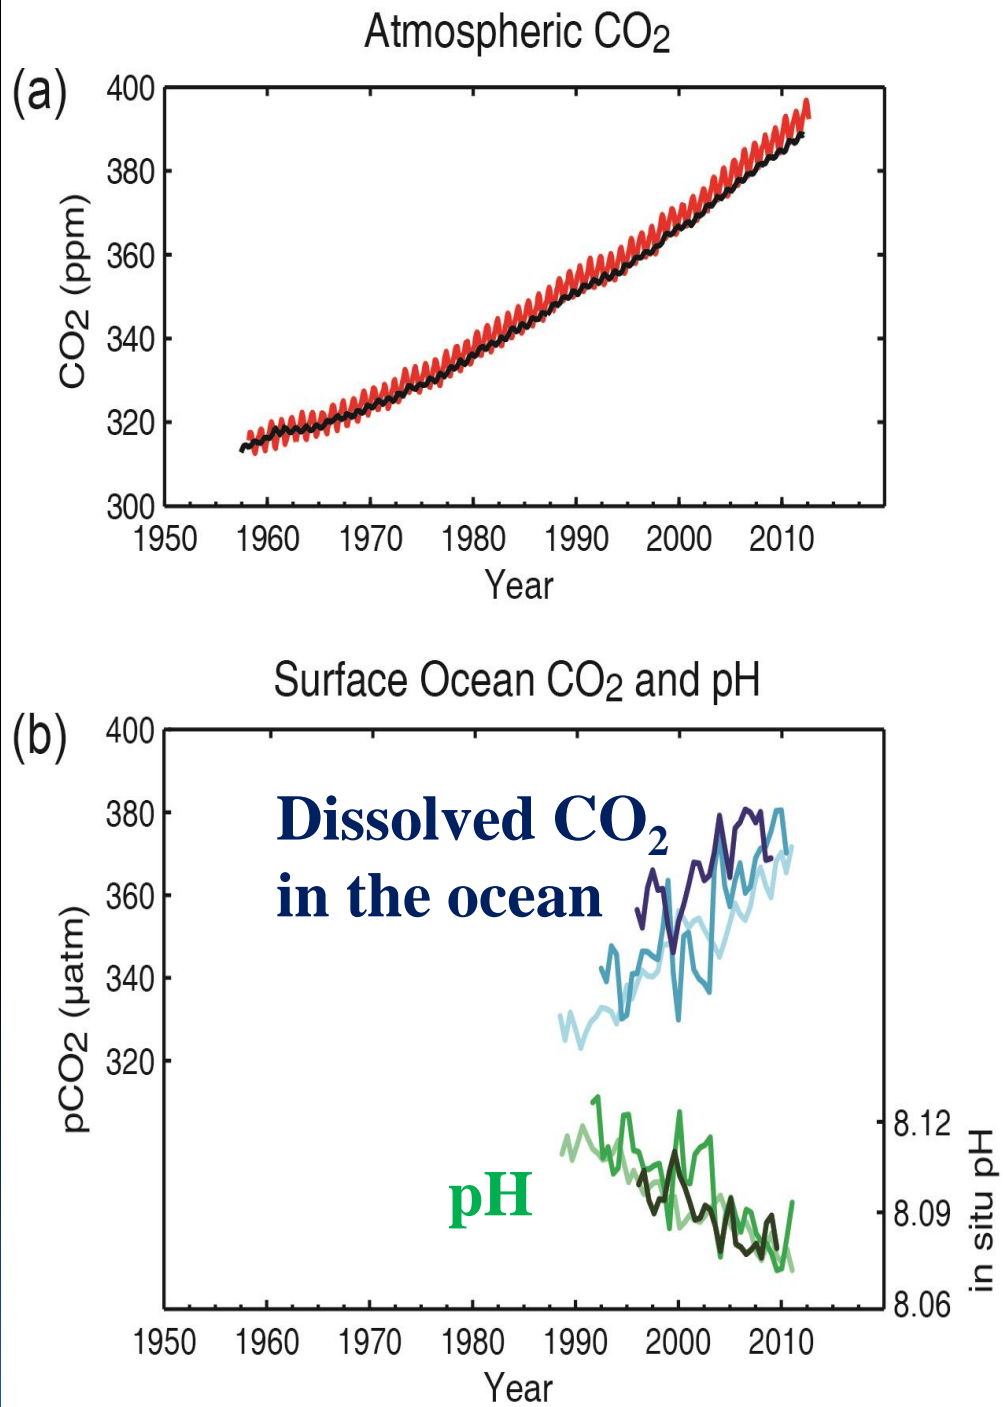 Atmospheric CO2
(a)
400
380
360
340
320
300
CO2 (ppm)
1950 1960 1970 1980 1990 2000 2010
Year
Surface Ocean CO2 and pH
(b)
400
380
360
340
320
pCO2 (µatm)
Dissolved CO2
in the ocean
pH
8.12
8.09
8.06
in situ pH
1950 1960 1970 1980 1990 2000 2010
Year